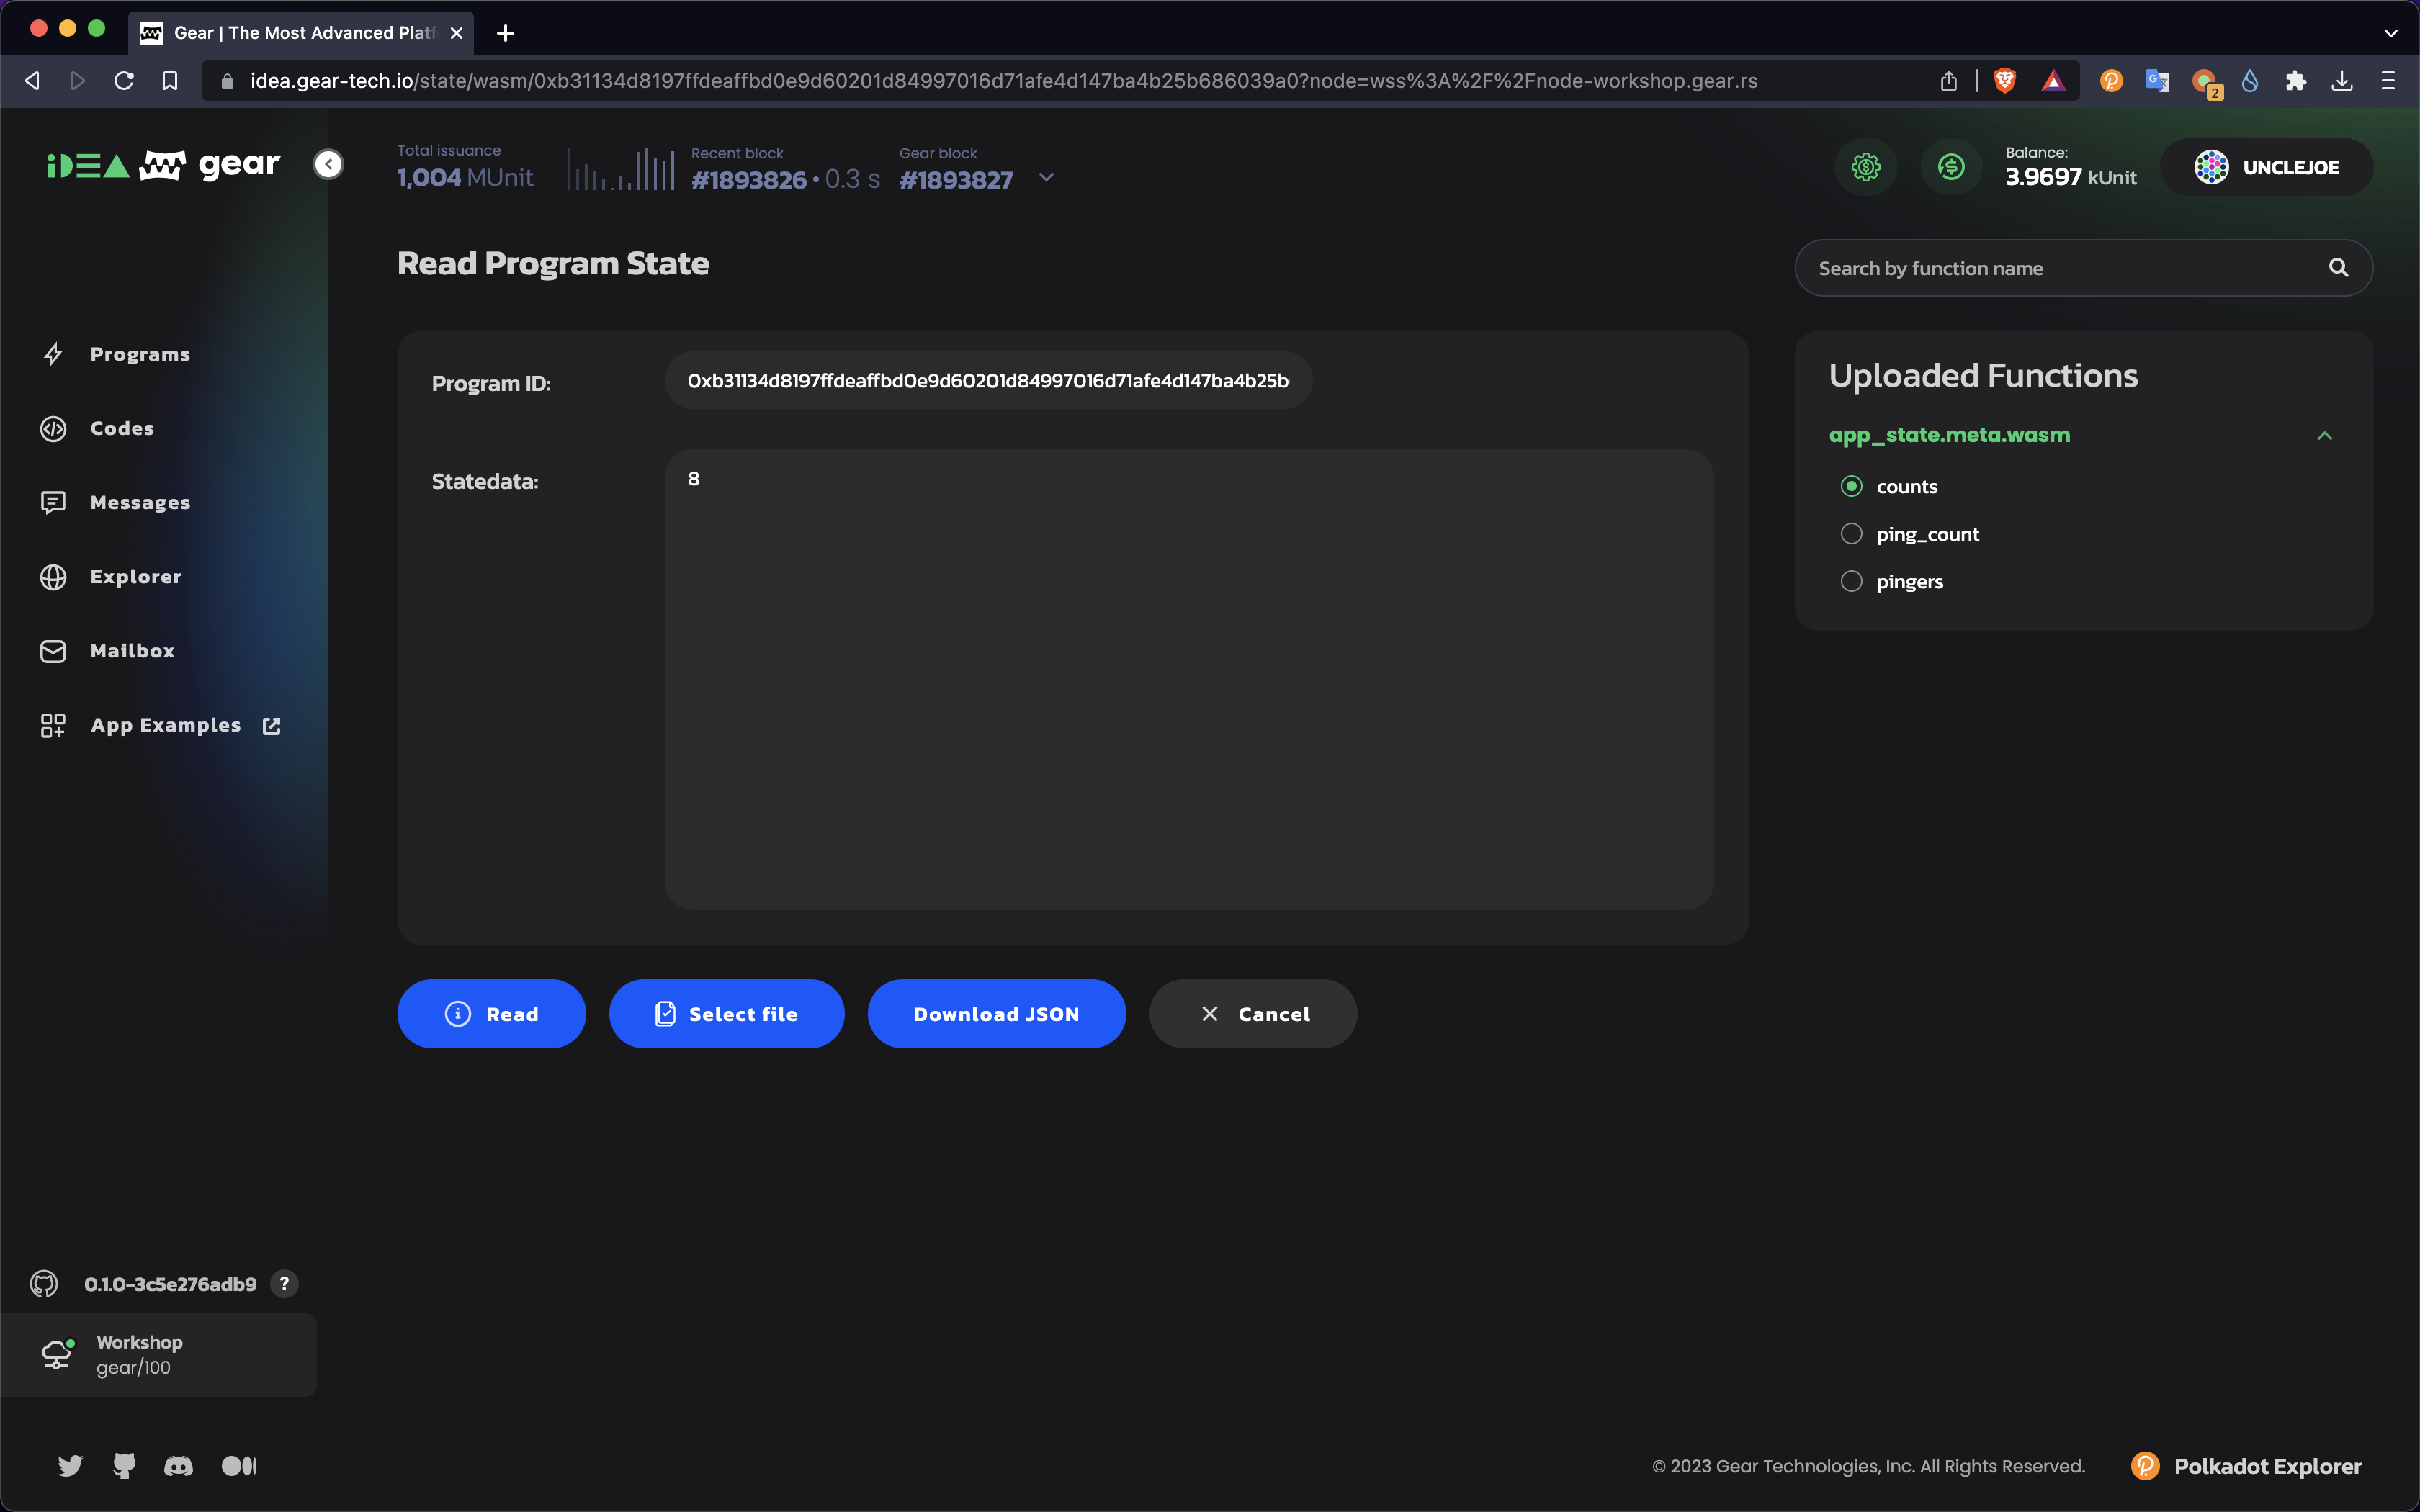 Gear | The Most Advanced Platf
idea.gear-tech.io/state/wasm/0xb31134d8197ffdeaffbd0e9d60201d84997016d71afe4d147ba4b25b686039a0?node=wss%3A%2F%2Fnode-workshop.gear.rs
2
iDEA gear
Total issuance
1,004 MUnit
Recent block
#1893826 • 0.3 s
Gear block
#1893827
Balance:
3.9697 kUnit
UNCLEJOE
Read Program State
Search by function name
Programs
Codes
Messages
Explorer
Mailbox
App Examples
Program ID:
0xb31134d8197ffdeaffbd0e9d60201d84997016d71afe4d147ba4b25b
Statedata:
8
Uploaded Functions
app_state.meta.wasm
counts
ping_count
pingers
Read
Select file
Download JSON
Cancel
0.1.0-3c5e276adb9
?
Workshop
gear/100
© 2023 Gear Technologies, Inc. All Rights Reserved.
Polkadot Explorer